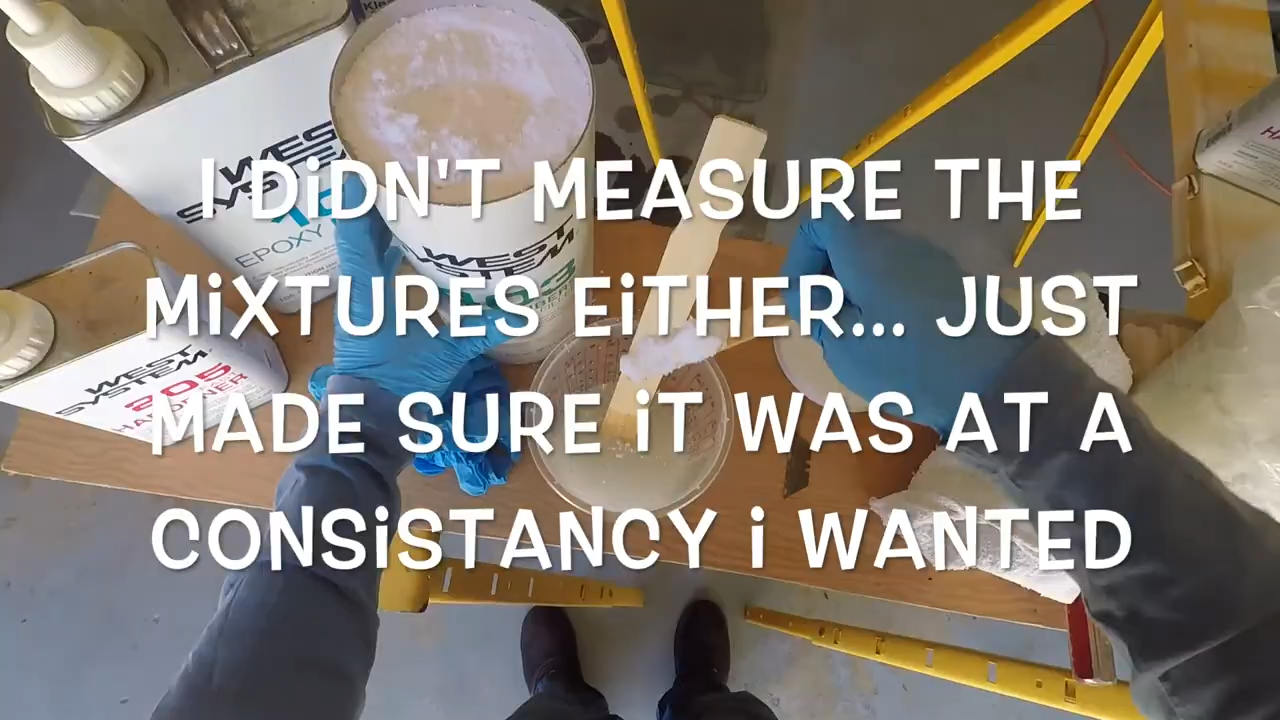 I DiDN'T MEASURE THE
MiXTURES EiTHER... JUST
MADE SURE iT WAS AT A
CONSiSTANCY i WANTED
WEST
SYSTEM
EPOXY
WEST
SYSTEM
WEST
SYSTEM
205
HARDENER